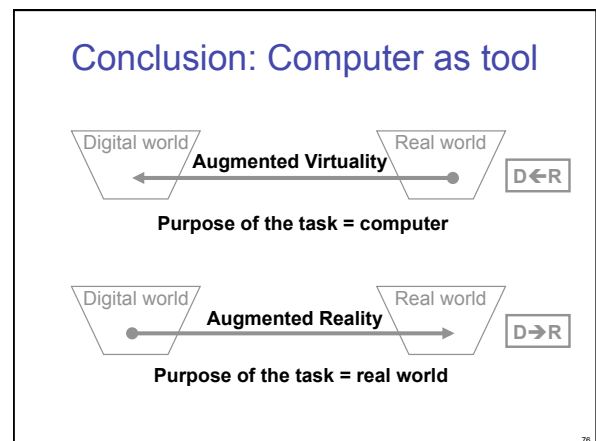 Conclusion: Computer as tool
Digital world Real world
Augmented Virtuality
D←R
Purpose of the task = computer
Digital world Real world
Augmented Reality
D→R
Purpose of the task = real world
76